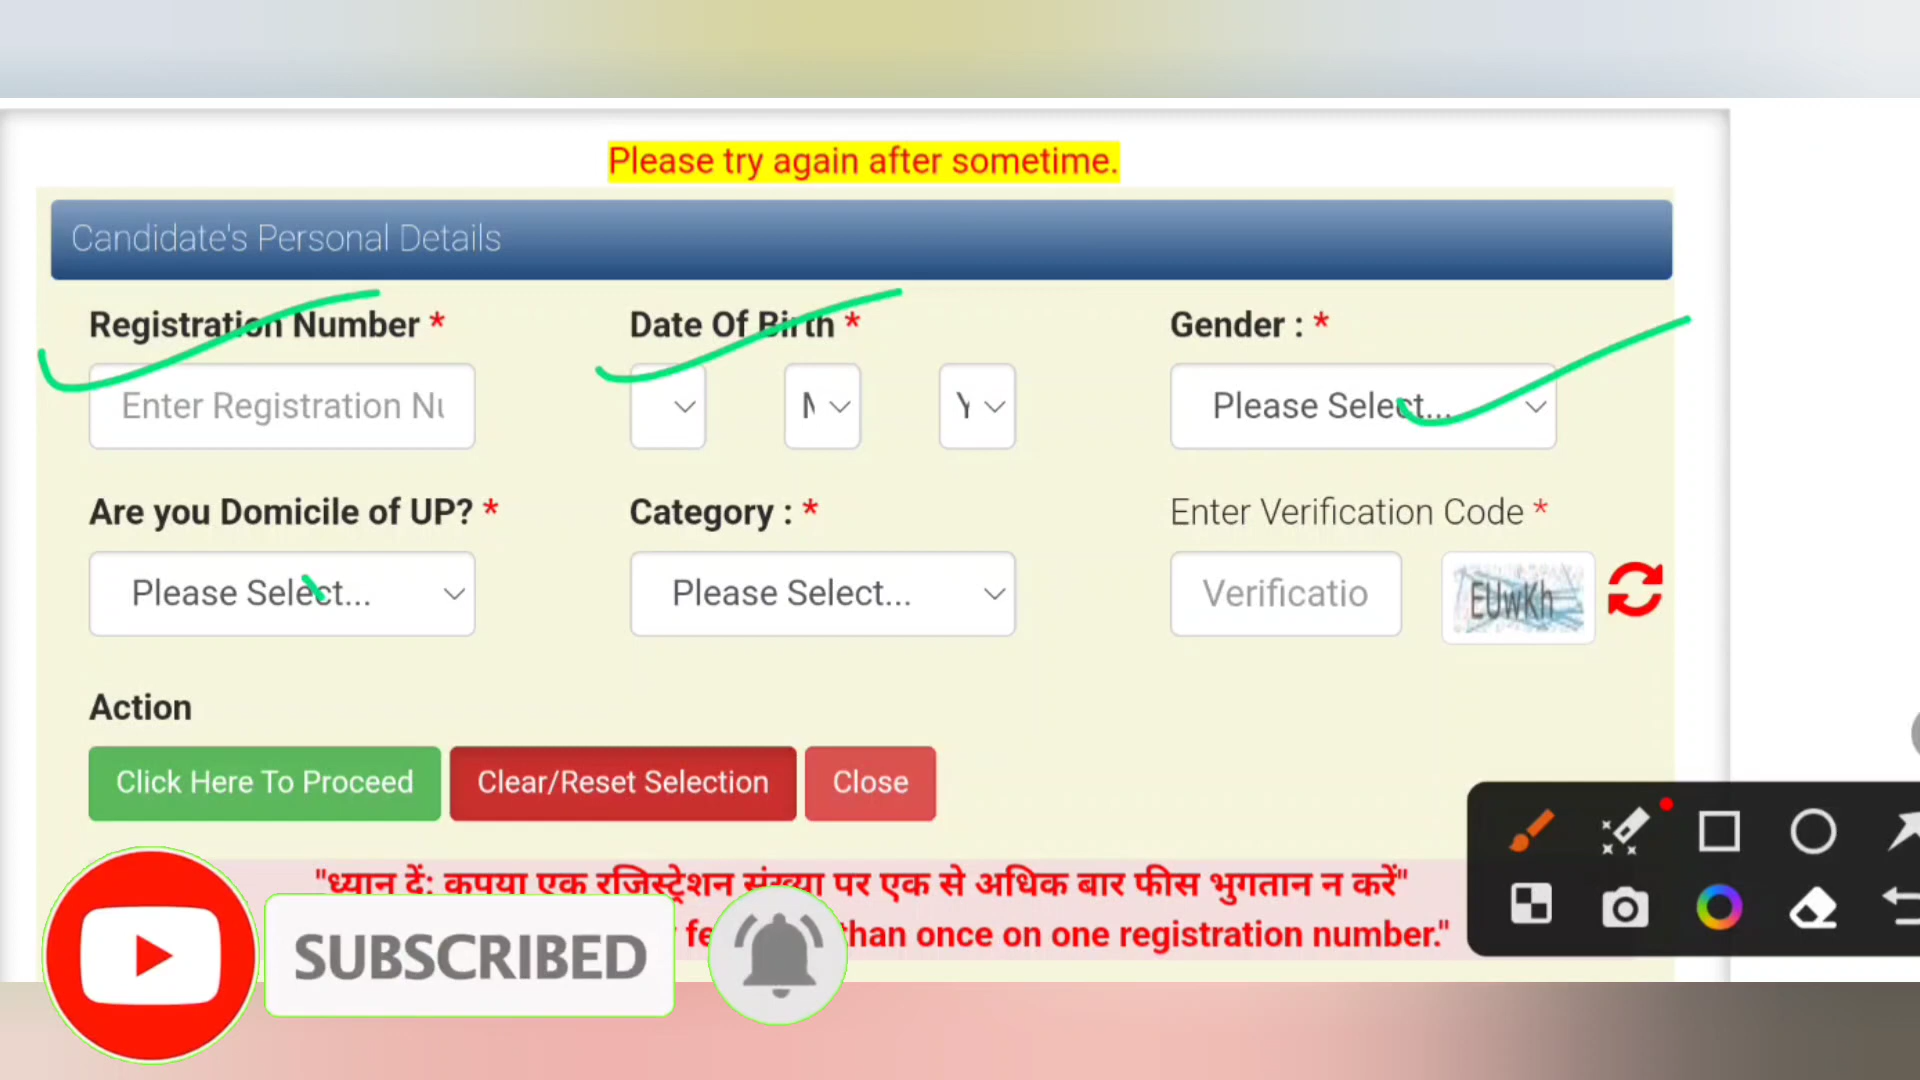 Please try again after sometime.
Candidate's Personal Details
Registration Number * Date Of Birth * Gender : *
Enter Registration Nu M Y Please Select...
Are you Domicile of UP? * Category : * Enter Verification Code *
Please Select... Please Select... Verificatio EUwKh
Action
Click Here To Proceed Clear/Reset Selection Close
"ध्यान दें: कृपया एक रजिस्ट्रेशन संख्या पर एक से अधिक बार फीस भुगतान न करें"
than once on one registration number."
SUBSCRIBED